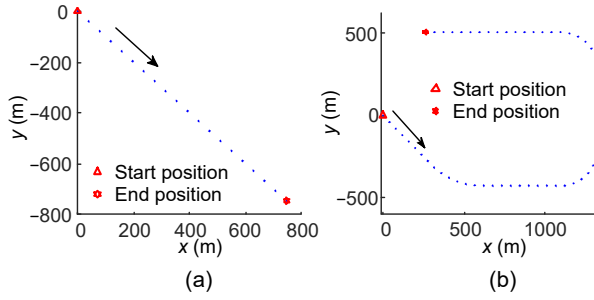 0
−200
−400
−600
−800
y (m)
Start position
End position
0
200
400
600
800
x (m)
(a)
500
0
−500
y (m)
Start position
End position
0
500
1000
x (m)
(b)